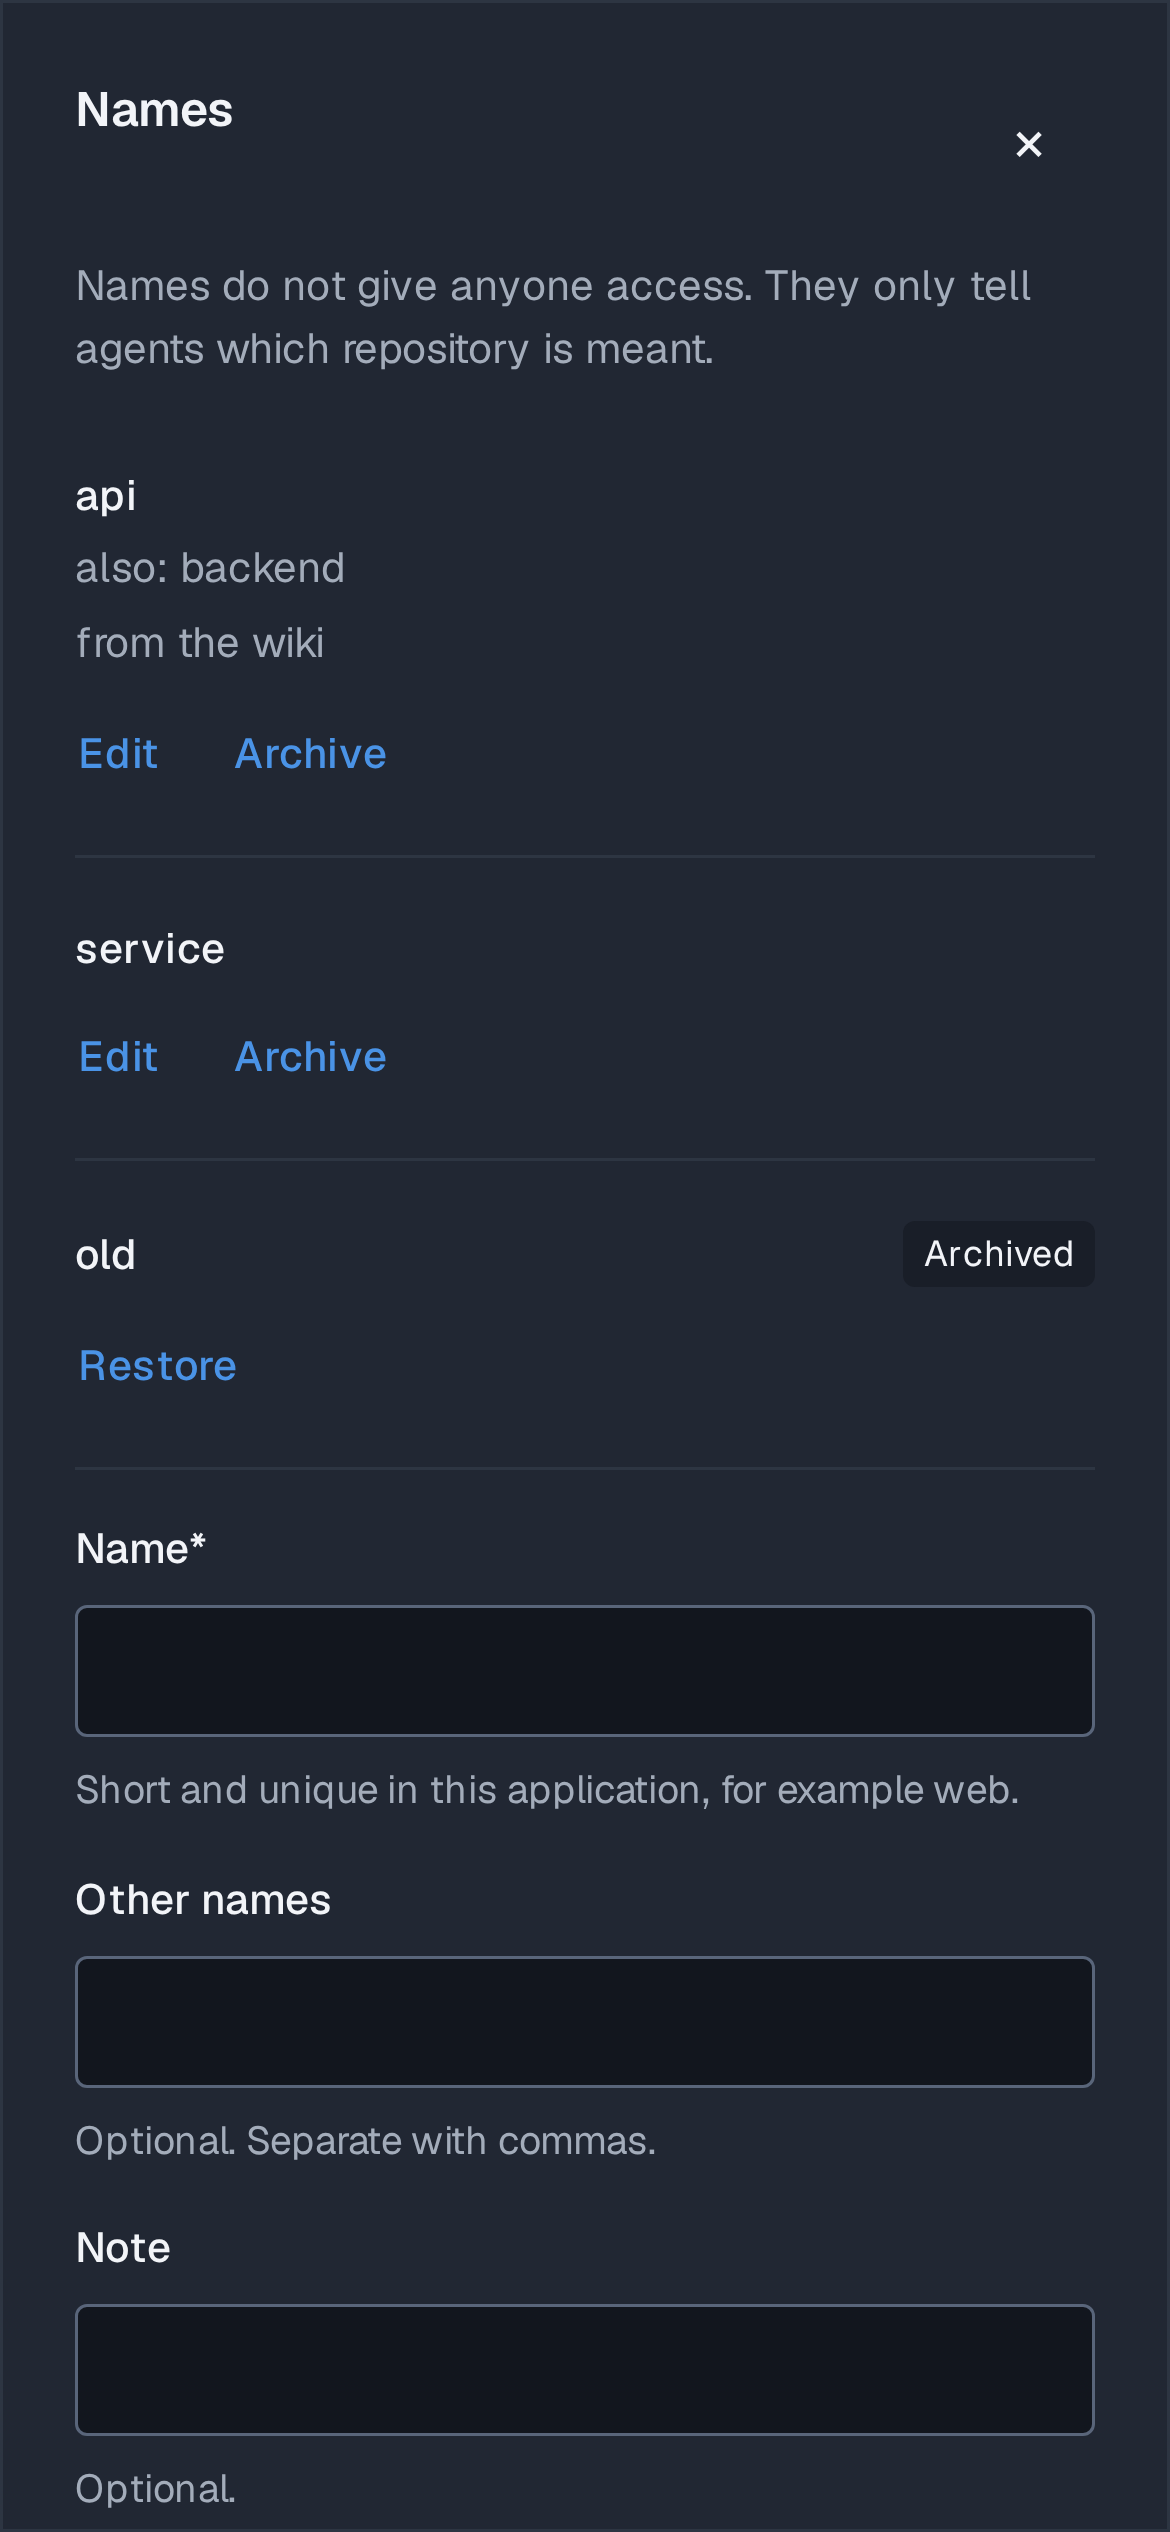 Names
×
Names do not give anyone access. They only tell
agents which repository is meant.
api
also: backend
from the wiki
Edit Archive
service
Edit Archive
old Archived
Restore
Name*
Short and unique in this application, for example web.
Other names
Optional. Separate with commas.
Note
Optional.